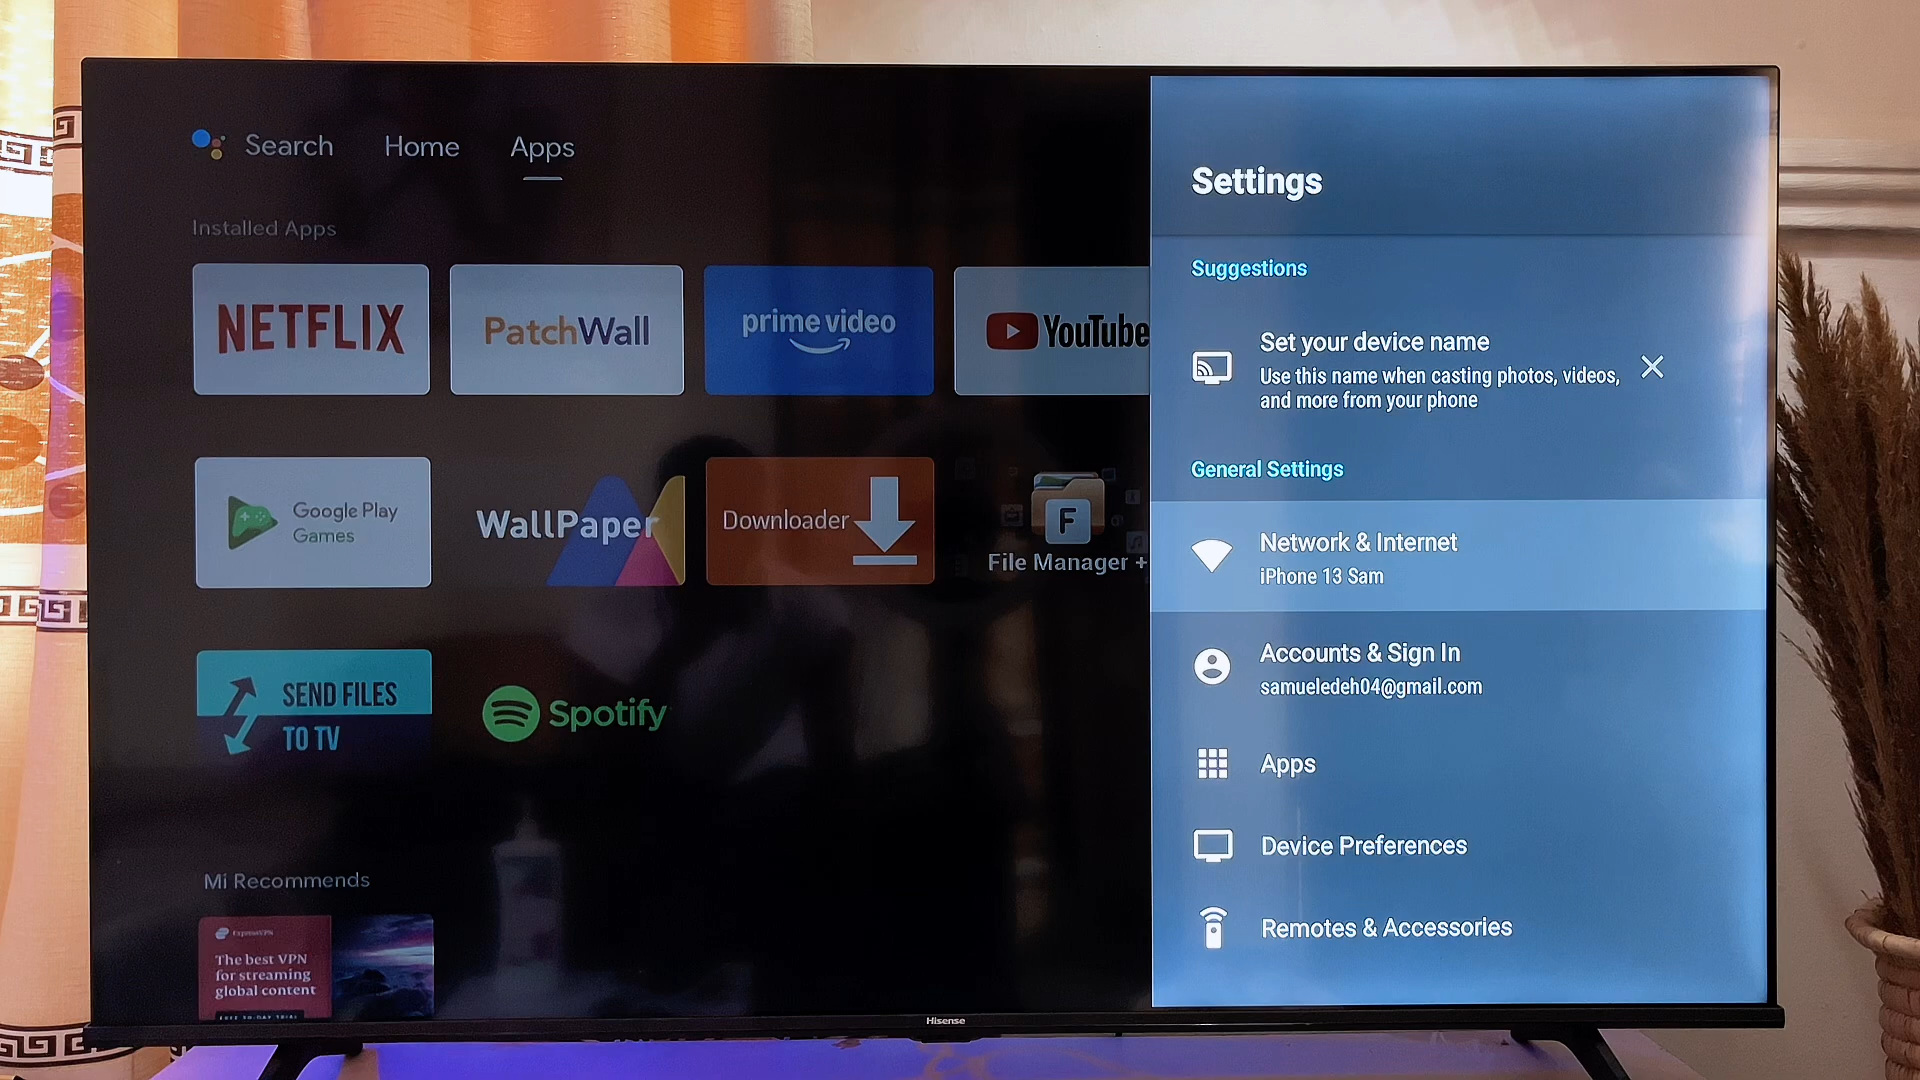 Search Home Apps
Installed Apps
NETFLIX
PatchWall
prime video
YouTube
Google Play
Games
WallPaper
Downloader
F
File Manager +
SEND FILES
TO TV
Spotify
Mi Recommends
ExpressVPN
The best VPN
for streaming
global content
Settings
Suggestions
Set your device name
Use this name when casting photos, videos,
and more from your phone
General Settings
Network & Internet
iPhone 13 Sam
Accounts & Sign In
samueledeh04@gmail.com
Apps
Device Preferences
Remotes & Accessories
Hisense